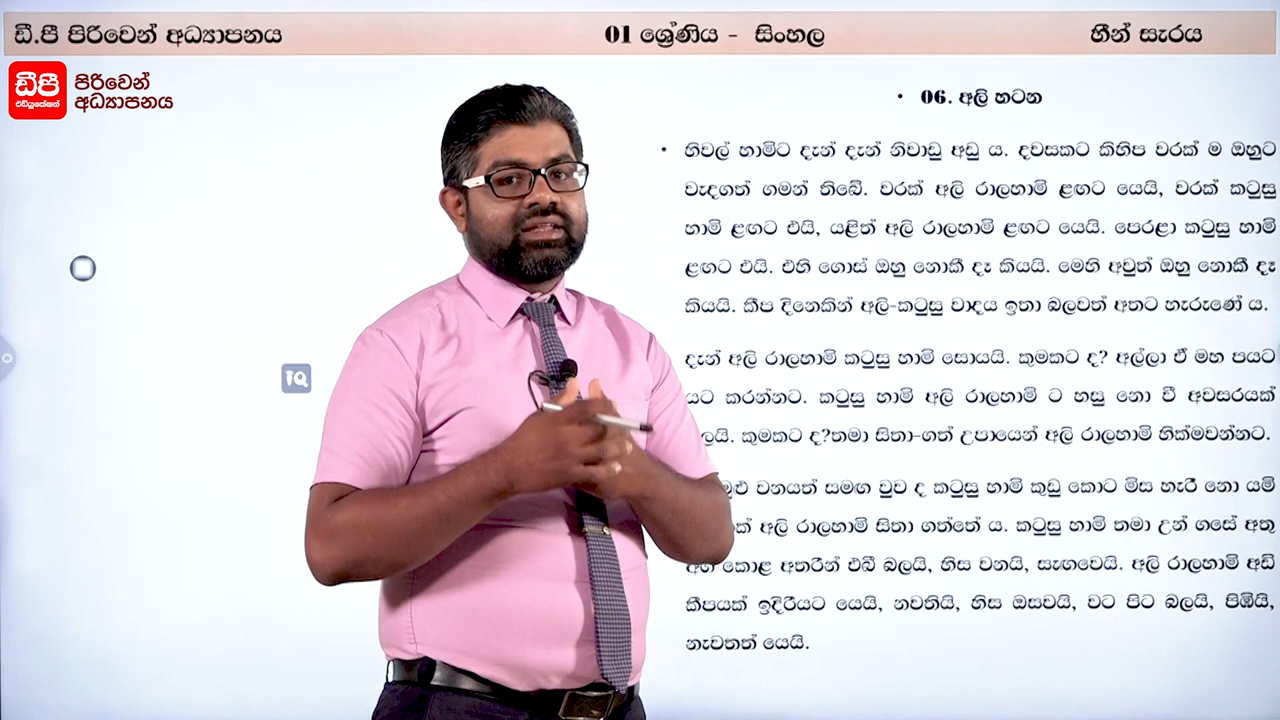 ඩී.පී පිරිවෙන් අධ්‍යාපනය 01 ශ්‍රේණිය - සිංහල හීන් සැරය
ඩීපී
එඩියුකේෂන්
පිරිවෙන්
අධ්‍යාපනය
• 06. අලි හටන
• හිවල් හාමිට දැන් දැන් නිවාඩු අඩු ය. දවසකට කිහිප වරක් ම ඔහුට
වැදගත් ගමන් තිබේ. වරක් අලි රාලහාමි ළඟට යෙයි, වරක් කටුසු
හාමි ළඟට එයි, යළිත් අලි රාලහාමි ළඟට යෙයි. පෙරළා කටුසු හාමි
ළඟට එයි. එහි ගොස් ඔහු නොකී දෑ කියයි. මෙහි අවුත් ඔහු නොකී දෑ
කියයි. කීප දිනෙකින් අලි-කටුසු වාදය ඉතා බලවත් අතට හැරුණේ ය.
දැන් අලි රාලහාමි කටුසු හාමි සොයයි. කුමකට ද? අල්ලා ඒ මහ පයට
යට කරන්නට. කටුසු හාමි අලි රාලහාමි ට හසු නො වී අවසරයක්
කුමකට ද?තමා සිතා-ගත් උපායෙන් අලි රාලහාමි හික්මවන්නට.
වනයත් සමඟ වුව ද කටුසු හාමි කුඩු කොට මිස හැරී නො යමි
අලි රාලහාමි සිතා ගත්තේ ය. කටුසු හාමි තමා උන් ගසේ අතු
කොළ අතරින් එබී බලයි, හිස වනයි, සැඟවෙයි. අලි රාලහාමි අඩි
කීපයක් ඉදිරියට යෙයි, නවතියි, හිස ඔසවයි, වට පිට බලයි, පිඹියි,
නැවතත් යෙයි.